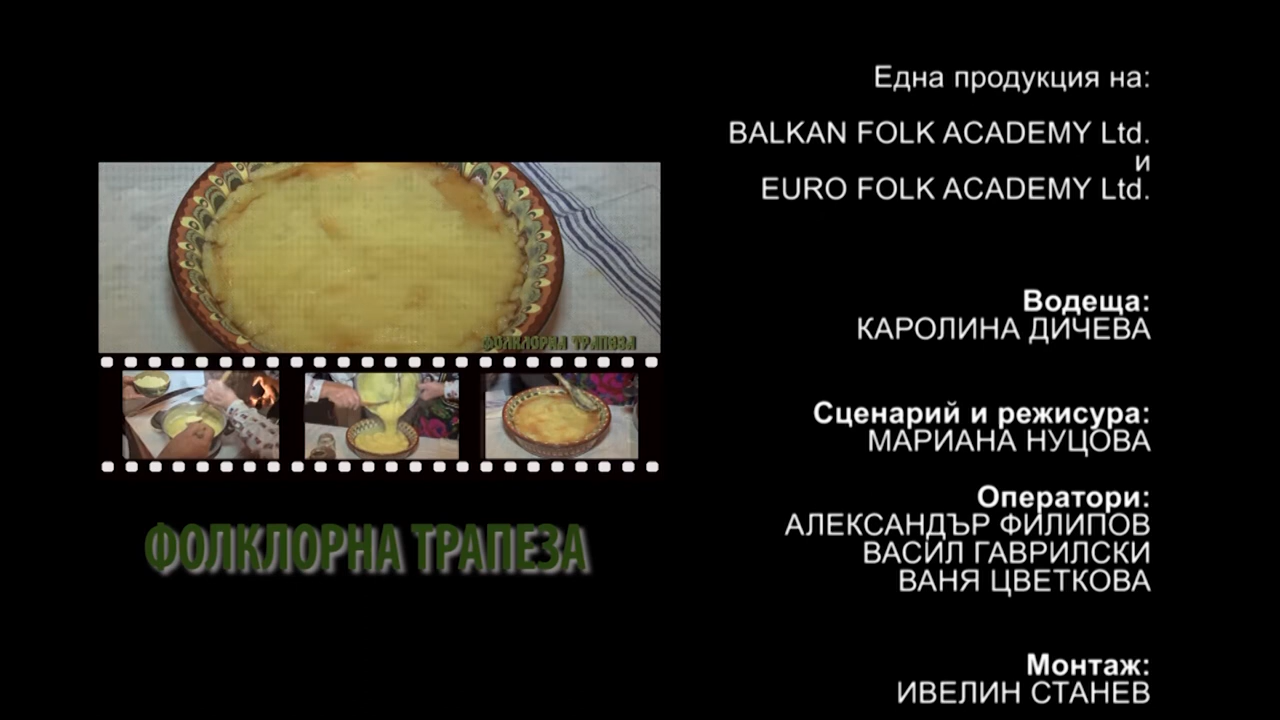 Една продукция на:
BALKAN FOLK ACADEMY Ltd.
и
EURO FOLK ACADEMY Ltd.
Водеща:
КАРОЛИНА ДИЧЕВА
Сценарий и режисура:
МАРИАНА НУЦОВА
Оператори:
АЛЕКСАНДЪР ФИЛИПОВ
ВАСИЛ ГАВРИЛСКИ
ВАНЯ ЦВЕТКОВА
Монтаж:
ИВЕЛИН СТАНЕВ
ФОЛКЛОРНА ТРАПЕЗА
ФОЛКЛОРНА ТРАПЕЗА